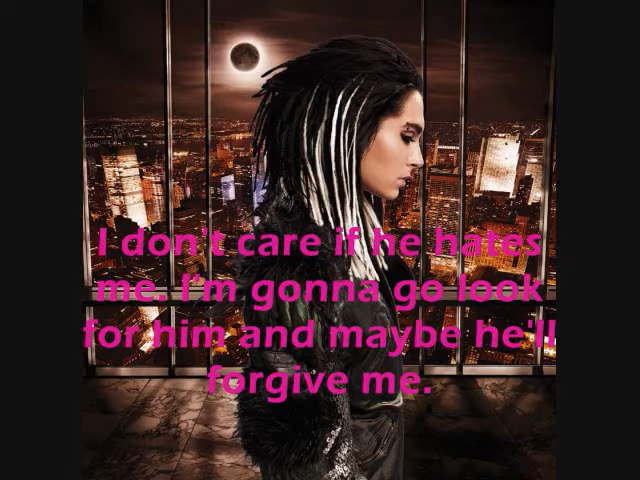 I don't care if he hates
me. I'm gonna go look
for him and maybe he'll
forgive me.